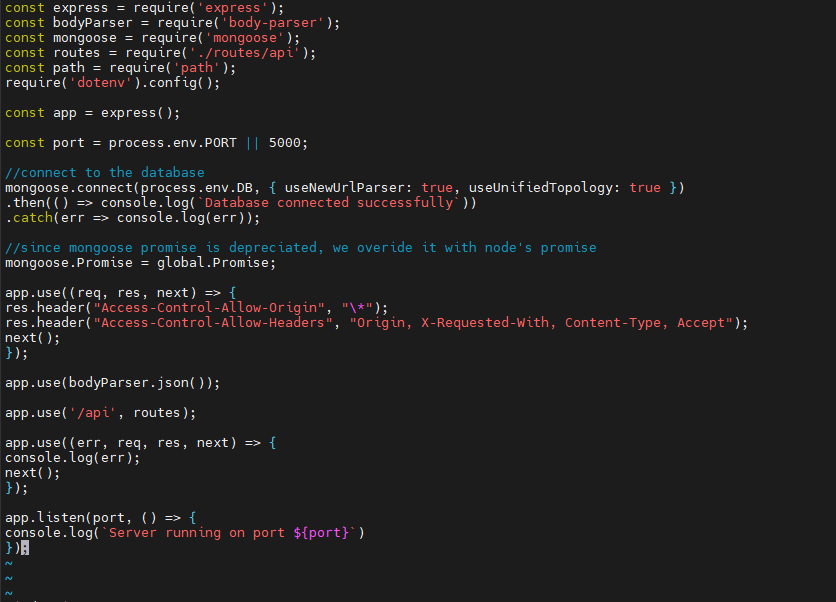 const express = require('express');
const bodyParser = require('body-parser');
const mongoose = require('mongoose');
const routes = require('./routes/api');
const path = require('path');
require('dotenv').config();

const app = express();

const port = process.env.PORT || 5000;

//connect to the database
mongoose.connect(process.env.DB, { useNewUrlParser: true, useUnifiedTopology: true })
.then(() => console.log(`Database connected successfully`))
.catch(err => console.log(err));

//since mongoose promise is depreciated, we overide it with node's promise
mongoose.Promise = global.Promise;

app.use((req, res, next) => {
res.header("Access-Control-Allow-Origin", "\*");
res.header("Access-Control-Allow-Headers", "Origin, X-Requested-With, Content-Type, Accept");
next();
});

app.use(bodyParser.json());

app.use('/api', routes);

app.use((err, req, res, next) => {
console.log(err);
next();
});

app.listen(port, () => {
console.log(`Server running on port ${port}`)
});
~
~
~